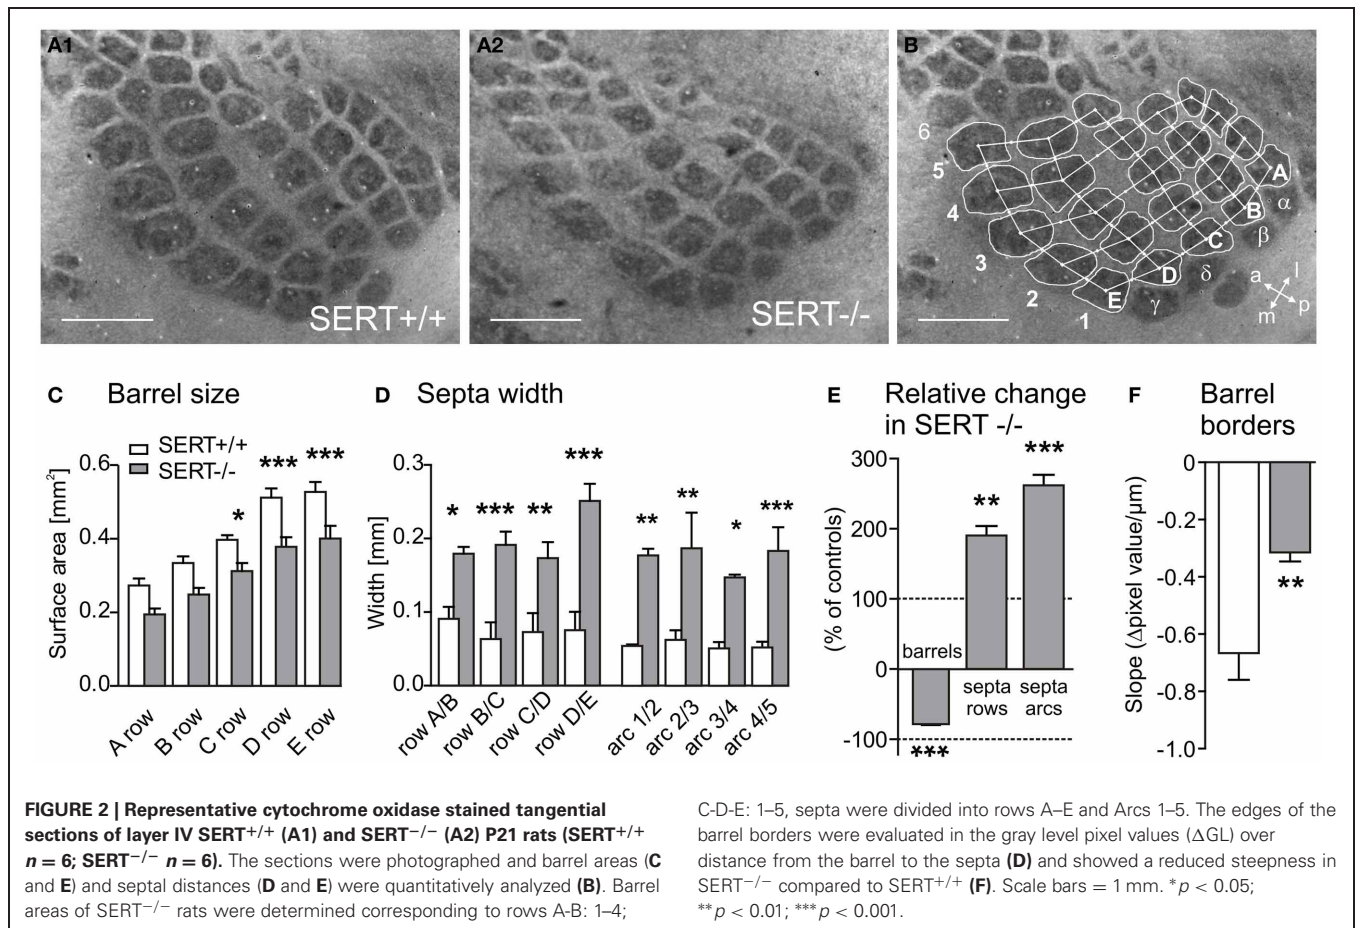 A1
SERT+/+
A2
SERT-/-
B
6
5
4
3
2
1
A
B
C
D
E
α
β
δ
γ
a
l
m
p
C Barrel size
SERT+/+
SERT-/-
Surface area [mm²]
0.6
0.4
0.2
0.0
*
***
***
A row
B row
C row
D row
E row
D Septa width
Width [mm]
0.3
0.2
0.1
0.0
*
***
**
***
**
**
*
***
row A/B
row B/C
row C/D
row D/E
arc 1/2
arc 2/3
arc 3/4
arc 4/5
E Relative change
in SERT -/-
(% of controls)
300
200
100
0
-100
barrels
septa
rows
septa
arcs
***
**
***
F Barrel
borders
Slope (Δpixel value/μm)
0
-0.2
-0.4
-0.6
-0.8
-1.0
**
FIGURE 2 | Representative cytochrome oxidase stained tangential
sections of layer IV SERT+/+ (A1) and SERT−/− (A2) P21 rats (SERT+/+
n = 6; SERT−/− n = 6). The sections were photographed and barrel areas (C
and E) and septal distances (D and E) were quantitatively analyzed (B). Barrel
areas of SERT−/− rats were determined corresponding to rows A-B: 1–4;
C-D-E: 1–5, septa were divided into rows A–E and Arcs 1–5. The edges of the
barrel borders were evaluated in the gray level pixel values (ΔGL) over
distance from the barrel to the septa (D) and showed a reduced steepness in
SERT−/− compared to SERT+/+ (F). Scale bars = 1 mm. *p < 0.05;
**p < 0.01; ***p < 0.001.